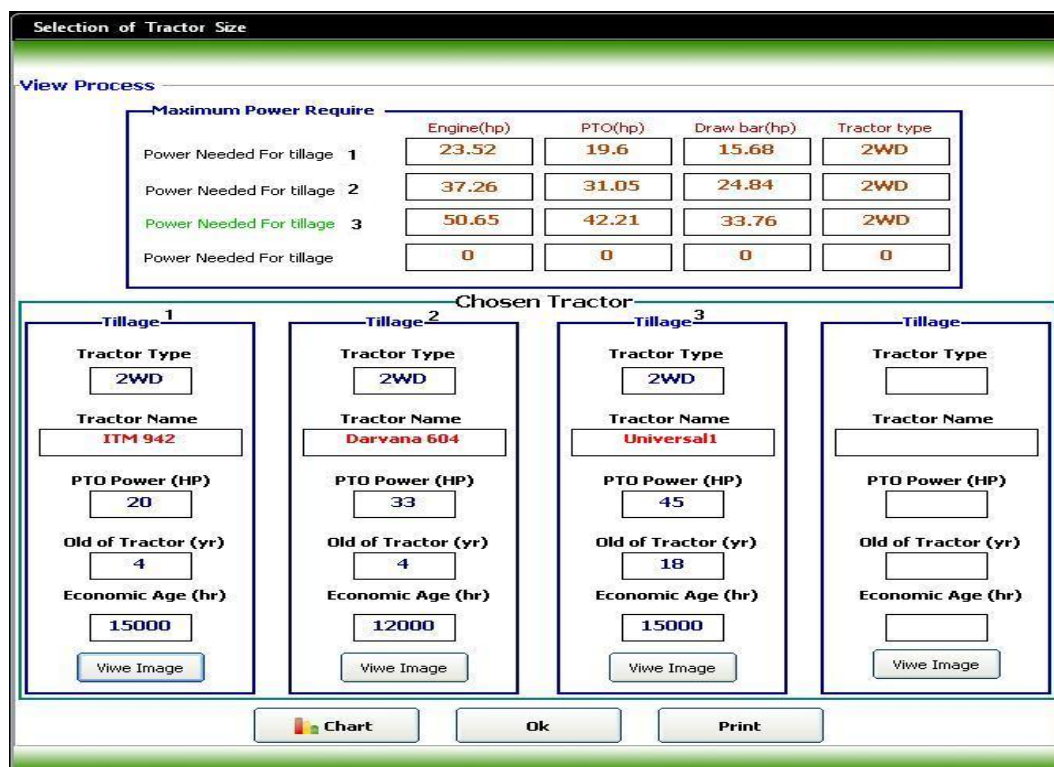 Selection of Tractor Size
View Process
Maximum Power Require
Engine(hp) PTO(hp) Draw bar(hp) Tractor type
Power Needed For tillage 1 23.52 19.6 15.68 2WD
Power Needed For tillage 2 37.26 31.05 24.84 2WD
Power Needed For tillage 3 50.65 42.21 33.76 2WD
Power Needed For tillage 0 0 0 0
Chosen Tractor
Tillage 1 Tillage 2 Tillage 3 Tillage
Tractor Type Tractor Type Tractor Type Tractor Type
2WD 2WD 2WD
Tractor Name Tractor Name Tractor Name Tractor Name
ITM 942 Darvana 604 Universal1
PTO Power (HP) PTO Power (HP) PTO Power (HP) PTO Power (HP)
20 33 45
Old of Tractor (yr) Old of Tractor (yr) Old of Tractor (yr) Old of Tractor (yr)
4 4 18
Economic Age (hr) Economic Age (hr) Economic Age (hr) Economic Age (hr)
15000 12000 15000
Viwe Image Viwe Image Viwe Image Viwe Image
Chart Ok Print